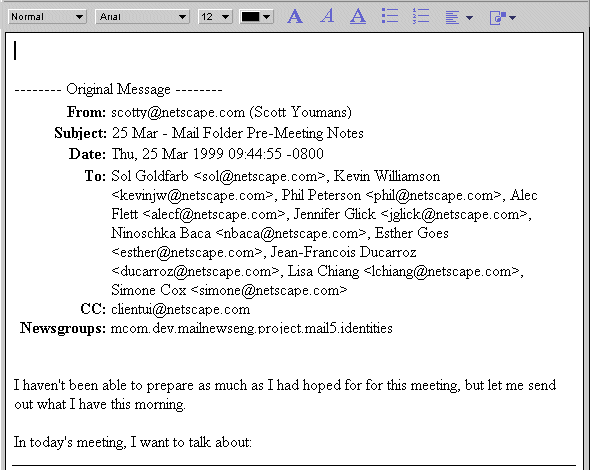 Normal Arial 12 A A A
-------- Original Message --------
From: scotty@netscape.com (Scott Youmans)
Subject: 25 Mar - Mail Folder Pre-Meeting Notes
Date: Thu, 25 Mar 1999 09:44:55 -0800
To: Sol Goldfarb <sol@netscape.com>, Kevin Williamson
<kevinjw@netscape.com>, Phil Peterson <phil@netscape.com>, Alec
Flett <alecf@netscape.com>, Jennifer Glick <jglick@netscape.com>,
Ninoschka Baca <nbaca@netscape.com>, Esther Goes
<esther@netscape.com>, Jean-Francois Ducarroz
<ducarroz@netscape.com>, Lisa Chiang <lchiang@netscape.com>,
Simone Cox <simone@netscape.com>
CC: clientui@netscape.com
Newsgroups: mcom.dev.mailnewseng.project.mail5.identities
I haven't been able to prepare as much as I had hoped for for this meeting, but let me send
out what I have this morning.
In today's meeting, I want to talk about: